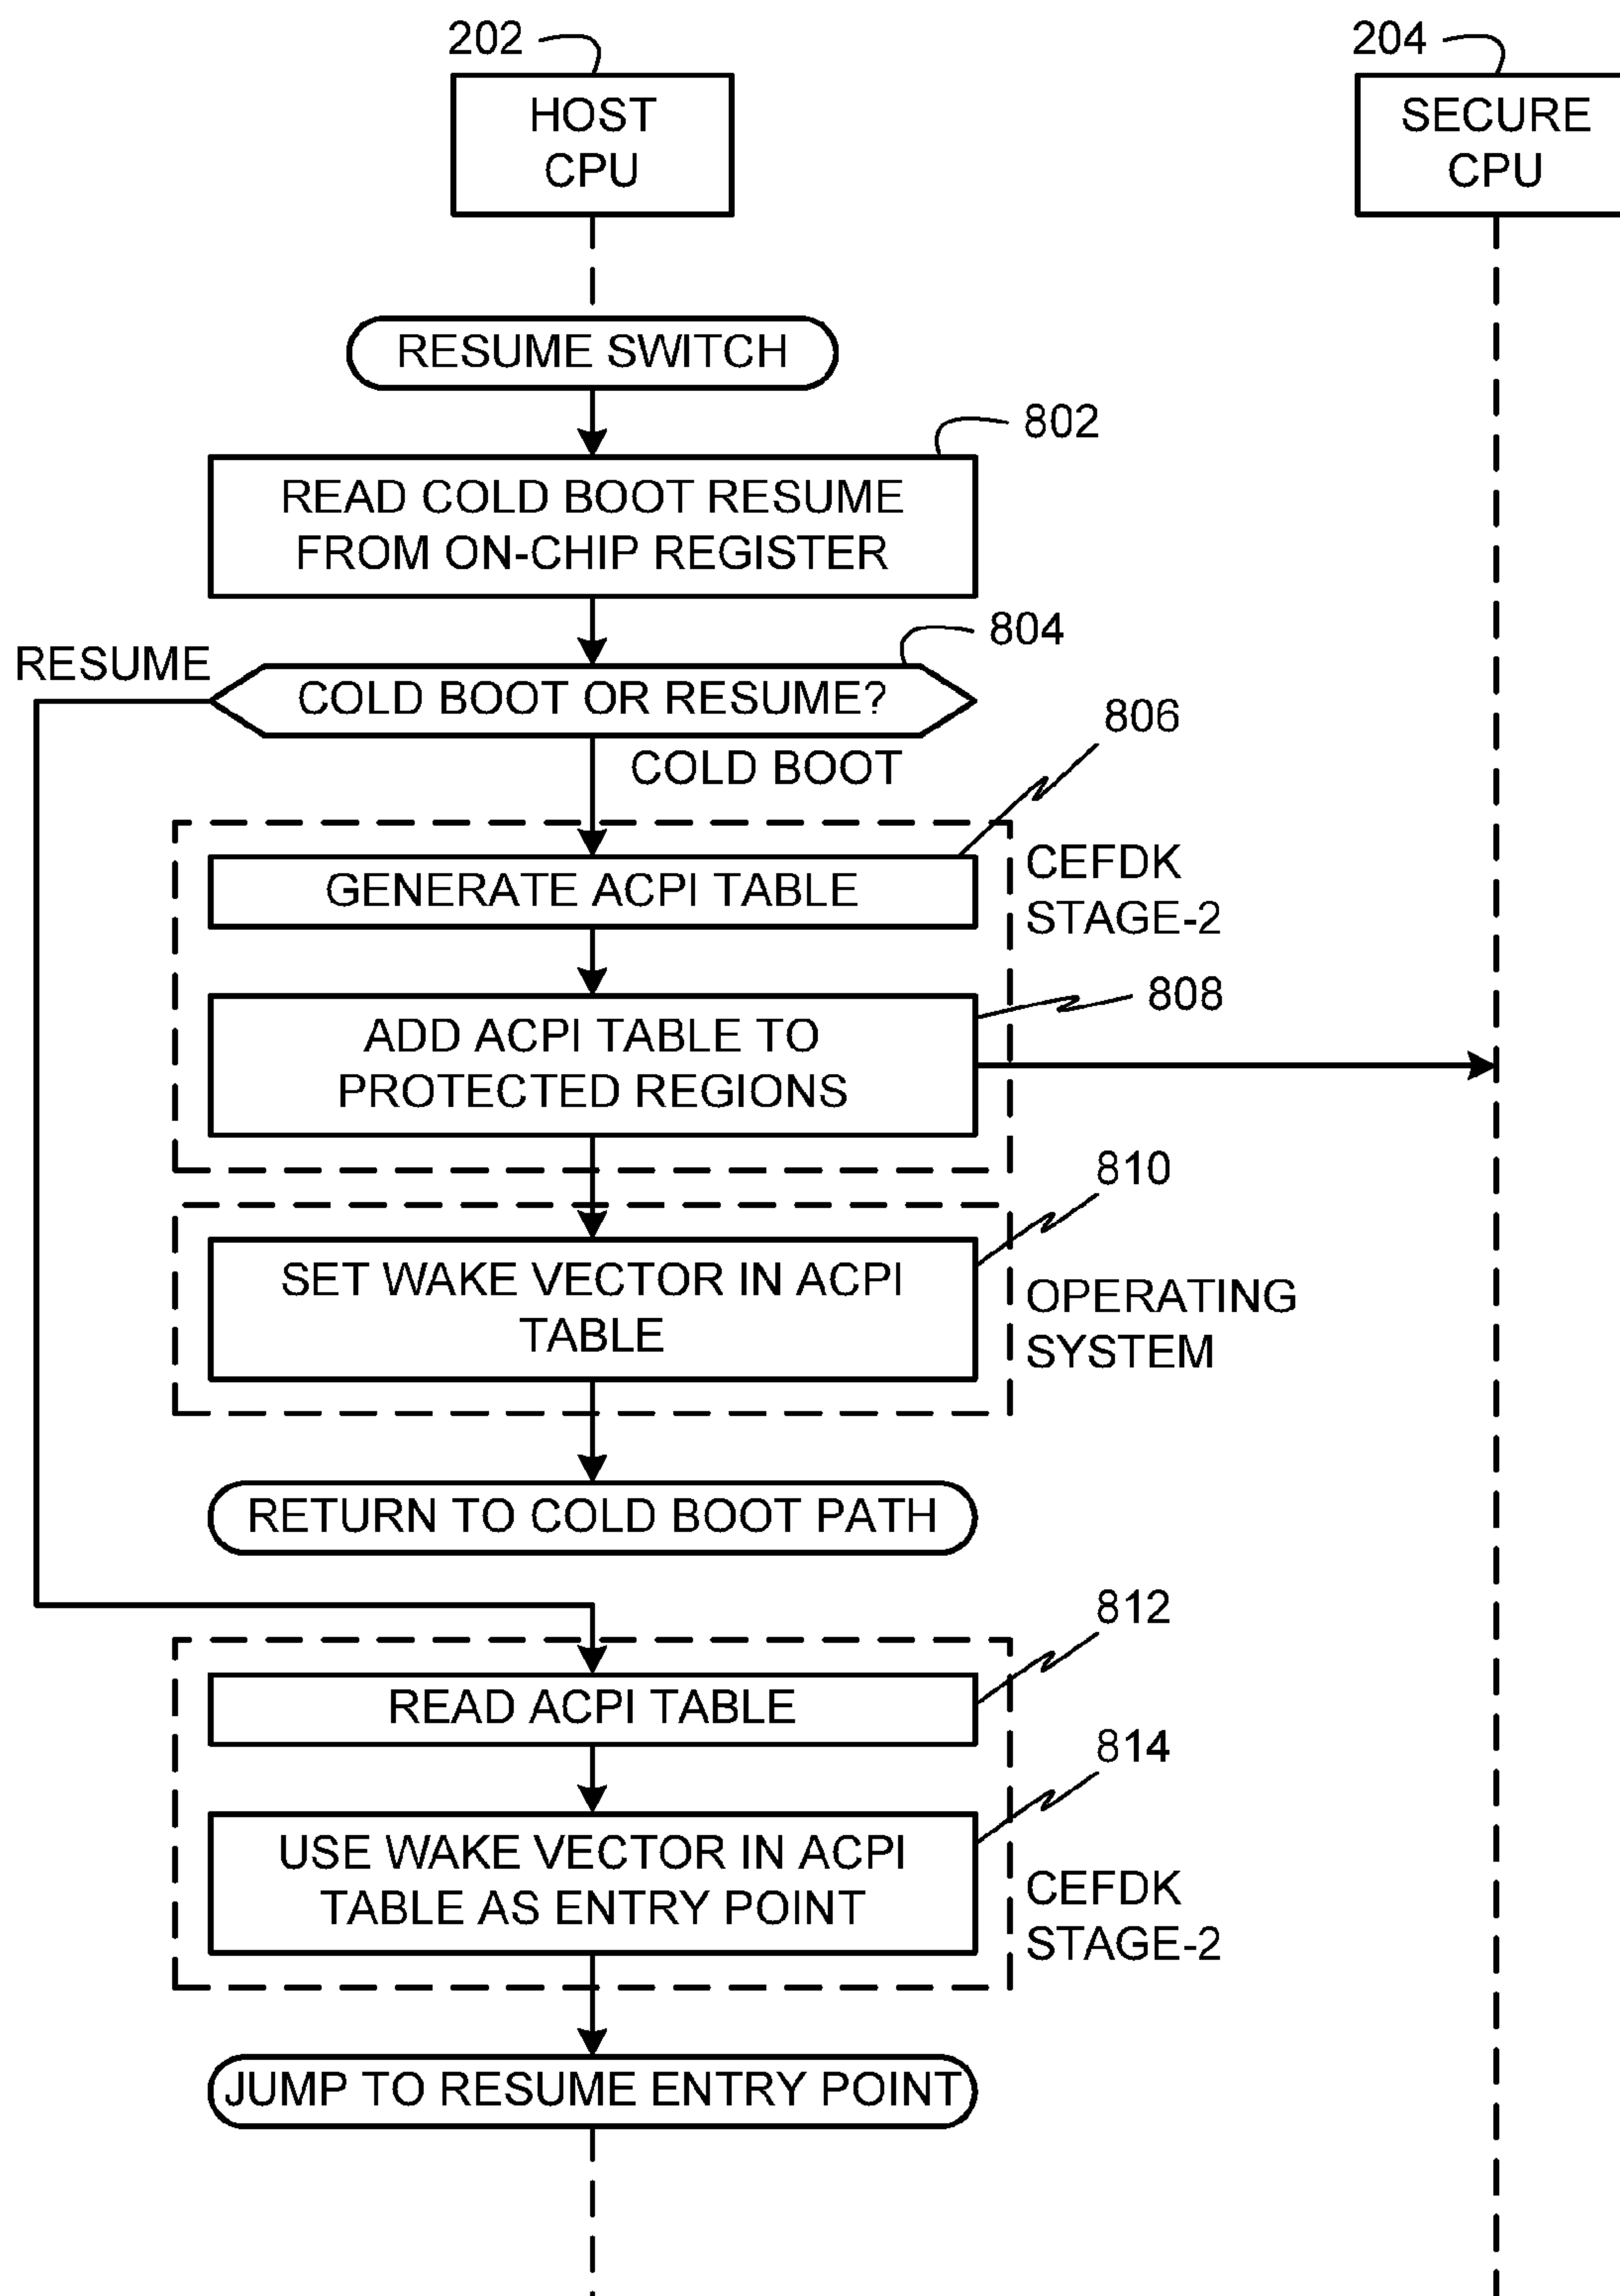 202
204
HOST
CPU
SECURE
CPU
RESUME SWITCH
802
READ COLD BOOT RESUME
FROM ON-CHIP REGISTER
804
RESUME
COLD BOOT OR RESUME?
806
COLD BOOT
CEFDK
STAGE-2
GENERATE ACPI TABLE
808
ADD ACPI TABLE TO
PROTECTED REGIONS
810
SET WAKE VECTOR IN ACPI
TABLE
OPERATING
SYSTEM
RETURN TO COLD BOOT PATH
812
READ ACPI TABLE
814
USE WAKE VECTOR IN ACPI
TABLE AS ENTRY POINT
CEFDK
STAGE-2
JUMP TO RESUME ENTRY POINT